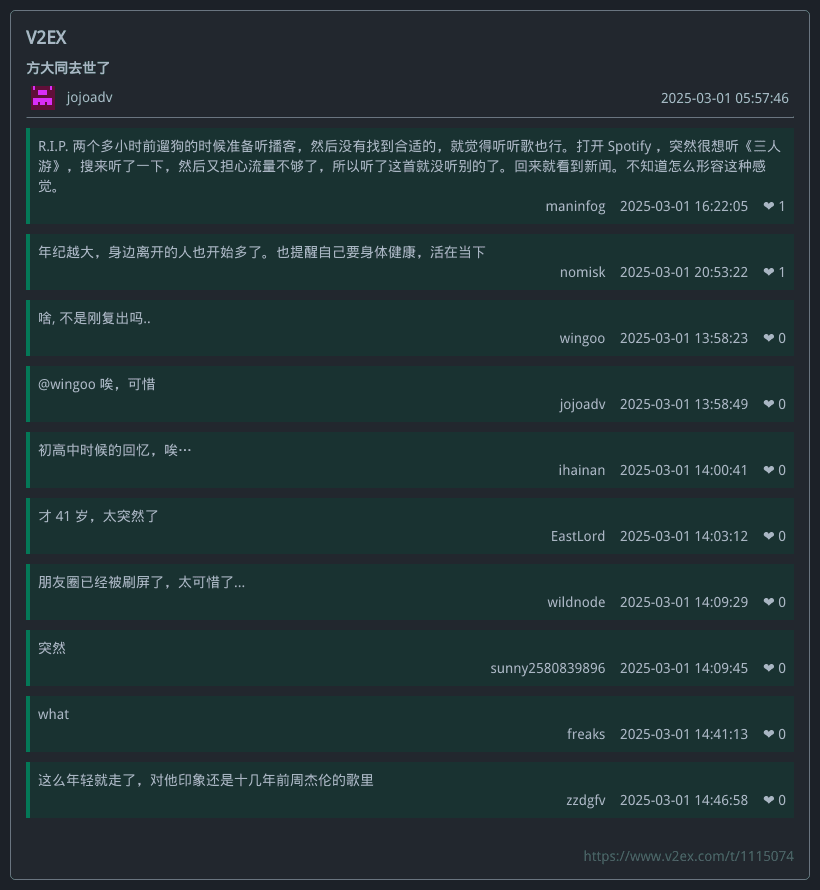 V2EX
方大同去世了
jojoadv 2025-03-01 05:57:46
R.I.P. 两个多小时前遛狗的时候准备听播客，然后没有找到合适的，就觉得听听歌也行。打开 Spotify ，突然很想听《三人
游》，搜来听了一下，然后又担心流量不够了，所以听了这首就没听别的了。回来就看到新闻。不知道怎么形容这种感
觉。
maninfog 2025-03-01 16:22:05 ❤ 1
年纪越大，身边离开的人也开始多了。也提醒自己要身体健康，活在当下
nomisk 2025-03-01 20:53:22 ❤ 1
啥, 不是刚复出吗..
wingoo 2025-03-01 13:58:23 ❤ 0
@wingoo 唉，可惜
jojoadv 2025-03-01 13:58:49 ❤ 0
初高中时候的回忆，唉…
ihainan 2025-03-01 14:00:41 ❤ 0
才 41 岁，太突然了
EastLord 2025-03-01 14:03:12 ❤ 0
朋友圈已经被刷屏了，太可惜了...
wildnode 2025-03-01 14:09:29 ❤ 0
突然
sunny2580839896 2025-03-01 14:09:45 ❤ 0
what
freaks 2025-03-01 14:41:13 ❤ 0
这么年轻就走了，对他印象还是十几年前周杰伦的歌里
zzdgfv 2025-03-01 14:46:58 ❤ 0
https://www.v2ex.com/t/1115074